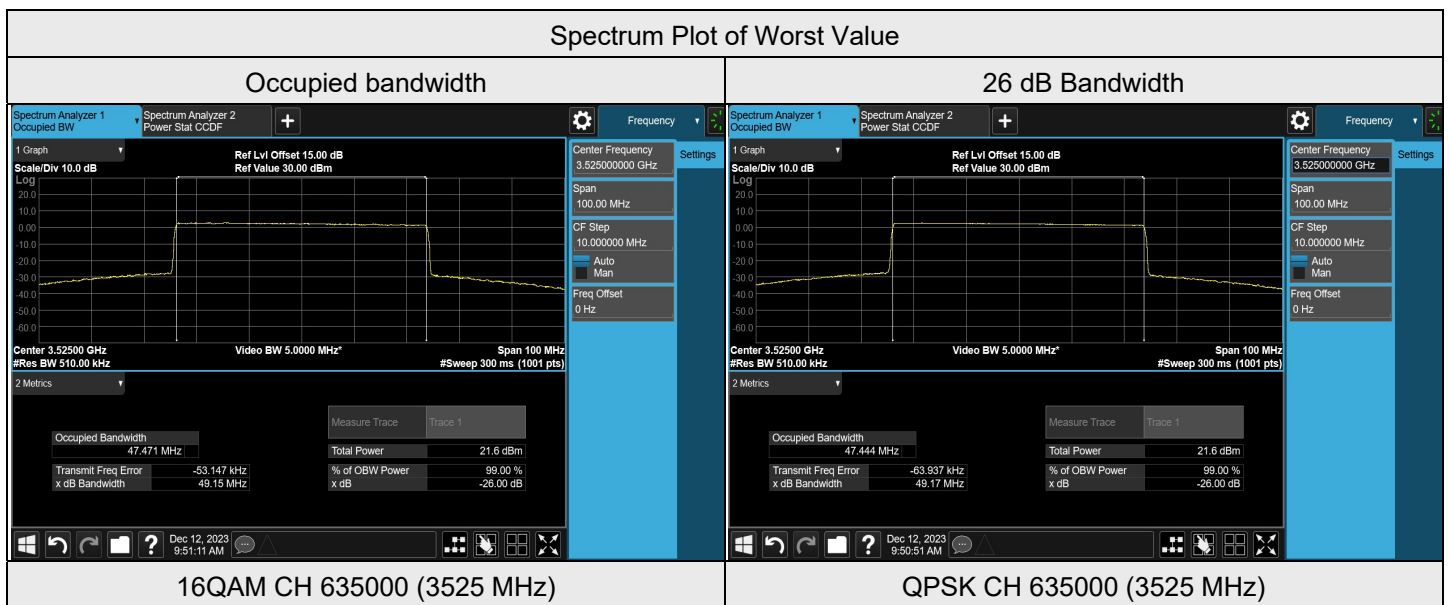 Spectrum Plot of Worst Value
Occupied bandwidth
26 dB Bandwidth
Spectrum Analyzer 1
Occupied BW
Spectrum Analyzer 2
Power Stat CCDF
Frequency
1 Graph
Scale/Div 10.0 dB
Ref Lvl Offset 15.00 dB
Ref Value 30.00 dBm
Log
20.0
10.0
0.00
-10.0
-20.0
-30.0
-40.0
-50.0
-60.0
Center 3.52500 GHz
#Res BW 510.00 kHz
Video BW 5.0000 MHz*
Span 100 MHz
#Sweep 300 ms (1001 pts)
Center Frequency
3.525000000 GHz
Settings
Span
100.00 MHz
CF Step
10.000000 MHz
Auto
Man
Freq Offset
0 Hz
2 Metrics
Measure Trace Trace 1
Occupied Bandwidth
47.471 MHz
Total Power 21.6 dBm
Transmit Freq Error -53.147 kHz
% of OBW Power 99.00 %
x dB Bandwidth 49.15 MHz
x dB -26.00 dB
?
Dec 12, 2023
9:51:11 AM
16QAM CH 635000 (3525 MHz)
Spectrum Analyzer 1
Occupied BW
Spectrum Analyzer 2
Power Stat CCDF
Frequency
1 Graph
Scale/Div 10.0 dB
Ref Lvl Offset 15.00 dB
Ref Value 30.00 dBm
Log
20.0
10.0
0.00
-10.0
-20.0
-30.0
-40.0
-50.0
-60.0
Center 3.52500 GHz
#Res BW 510.00 kHz
Video BW 5.0000 MHz*
Span 100 MHz
#Sweep 300 ms (1001 pts)
Center Frequency
3.525000000 GHz
Settings
Span
100.00 MHz
CF Step
10.000000 MHz
Auto
Man
Freq Offset
0 Hz
2 Metrics
Measure Trace Trace 1
Occupied Bandwidth
47.444 MHz
Total Power 21.6 dBm
Transmit Freq Error -63.937 kHz
% of OBW Power 99.00 %
x dB Bandwidth 49.17 MHz
x dB -26.00 dB
?
Dec 12, 2023
9:50:51 AM
QPSK CH 635000 (3525 MHz)